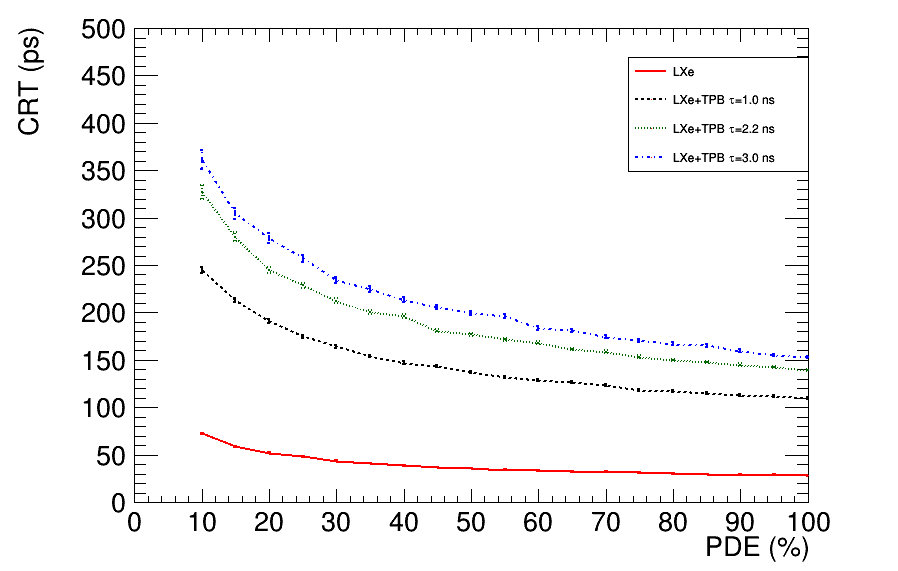 CRT (ps)
500
450
400
350
300
250
200
150
100
50
0
LXe
LXe+TPB τ=1.0 ns
LXe+TPB τ=2.2 ns
LXe+TPB τ=3.0 ns
0 10 20 30 40 50 60 70 80 90 100
PDE (%)